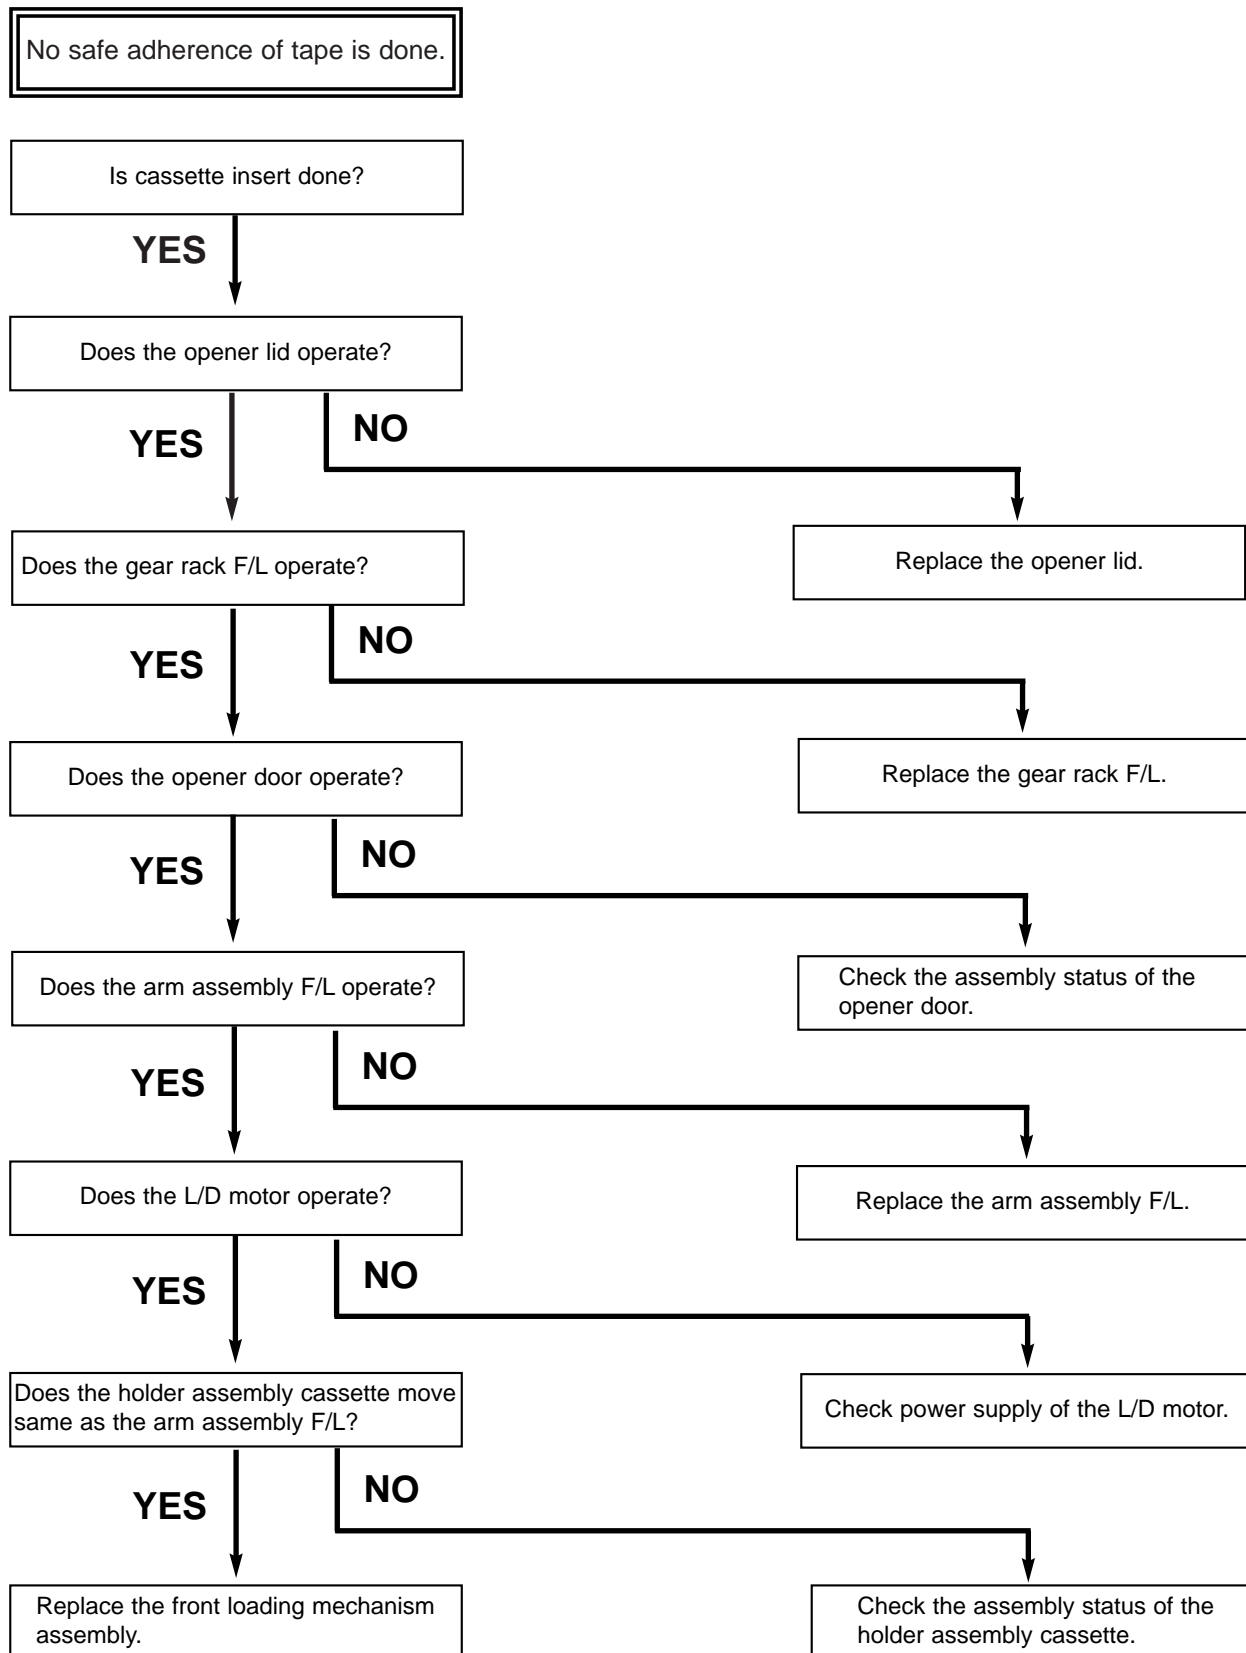 No safe adherence of tape is done.
Is cassette insert done?
YES
Does the opener lid operate?
YES
NO
Does the gear rack F/L operate?
Replace the opener lid.
YES
NO
Does the opener door operate?
Replace the gear rack F/L.
YES
NO
Does the arm assembly F/L operate?
Check the assembly status of the
opener door.
YES
NO
Does the L/D motor operate?
Replace the arm assembly F/L.
YES
NO
Does the holder assembly cassette move
same as the arm assembly F/L?
Check power supply of the L/D motor.
YES
NO
Replace the front loading mechanism
assembly.
Check the assembly status of the
holder assembly cassette.